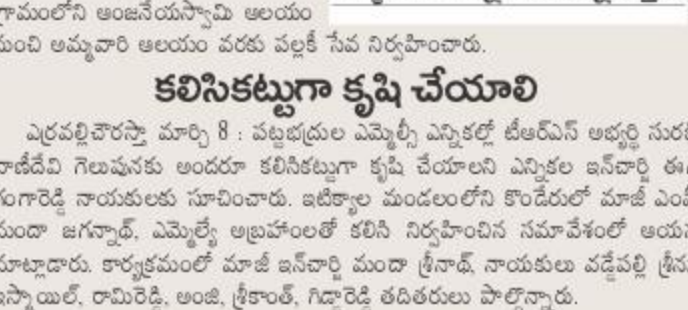 గ్రామంలోని ఆంజనేయస్వామి ఆలయం
నుంచి అమ్మవారి ఆలయం వరకు పల్లకీ సేవ నిర్వహించారు.
కలిసికట్టుగా కృషి చేయాలి
ఎర్రవల్లిచౌరస్తా మార్చి 8 : పట్టభద్రుల ఎమ్మెల్సీ ఎన్నికల్లో టీఆర్ఎస్ అభ్యర్థి సురభి
వాణీదేవి గెలుపునకు అందరూ కలిసికట్టుగా కృషి చేయాలని ఎన్నికల ఇన్‌చార్జి
గంగారెడ్డి నాయకులకు సూచించారు. ఇటిక్యాల మండలంలోని కొండేరులో మాజీ ఎంపీ
మందా జగన్నాథ్, ఎమ్మెల్యే అబ్రహాంలతో కలిసి నిర్వహించిన సమావేశంలో ఆయన
మాట్లాడారు. కార్యక్రమంలో మాజీ ఇన్‌చార్జి మందా శ్రీనాథ్, నాయకులు వడ్డేపల్లి
ఇస్మాయిల్, రామిరెడ్డి, అంజి, శ్రీకాంత్, గిడ్డారెడ్డి తదితరులు పాల్గొన్నారు.